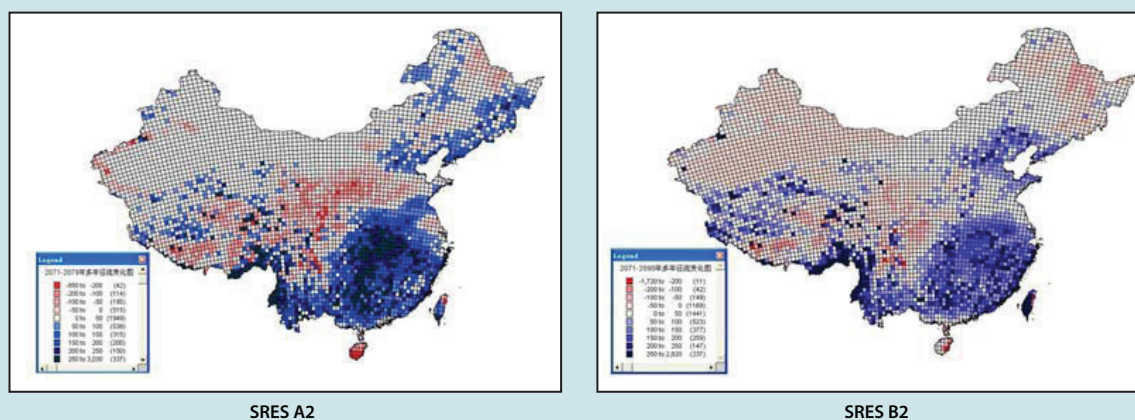 Legend
2071-2079年多年径流变化图
-200 (42)
-200 to -100 (114)
-100 to -50 (195)
-50 to 0 (515)
0 to 50 (1949)
50 to 100 (538)
100 to 150 (315)
150 to 200 (200)
200 to 250 (150)
250 to 3,030 (337)
SRES A2
Legend
2071-2090年多年径流变化图
-1,720 to -200 (11)
-200 to -100 (42)
-100 to -50 (149)
-50 to 0 (1169)
0 to 50 (1441)
50 to 100 (523)
100 to 150 (377)
150 to 200 (259)
200 to 250 (147)
250 to 2,820 (237)
SRES B2